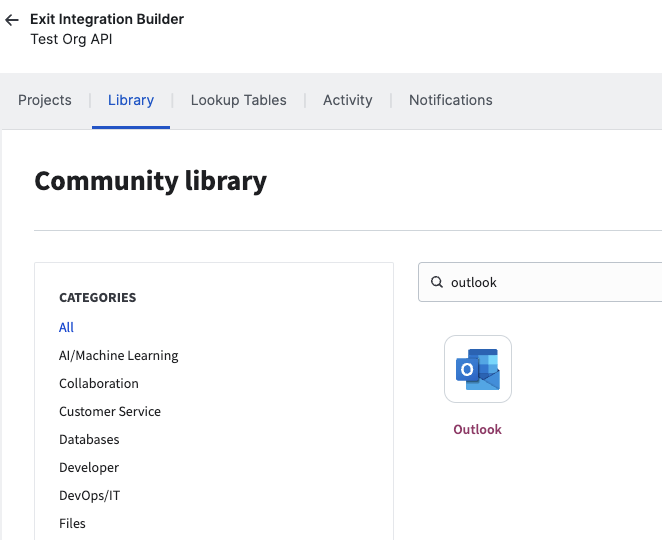 Exit Integration Builder
Test Org API
Projects Library Lookup Tables Activity Notifications
Community library
CATEGORIES
All
AI/Machine Learning
Collaboration
Customer Service
Databases
Developer
DevOps/IT
Files
outlook
O
Outlook